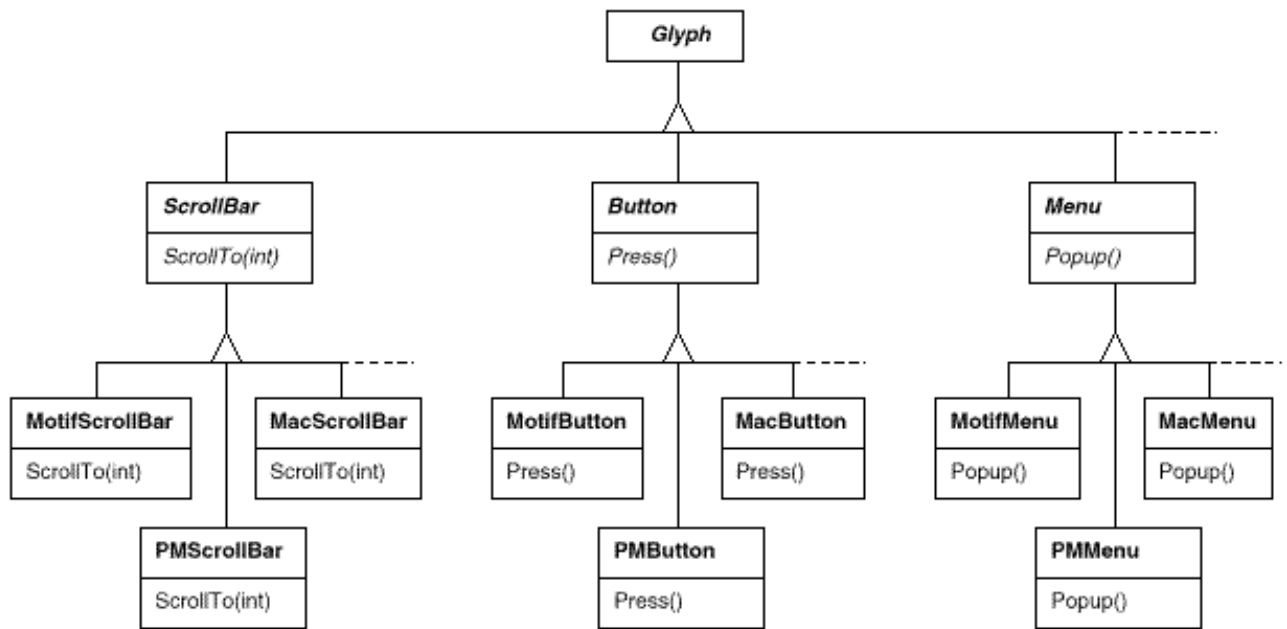 Glyph
ScrollBar
ScrollTo(int)
Button
Press()
Menu
Popup()
MotifScrollBar
ScrollTo(int)
MacScrollBar
ScrollTo(int)
PMScrollBar
ScrollTo(int)
MotifButton
Press()
MacButton
Press()
PMButton
Press()
MotifMenu
Popup()
MacMenu
Popup()
PMMenu
Popup()